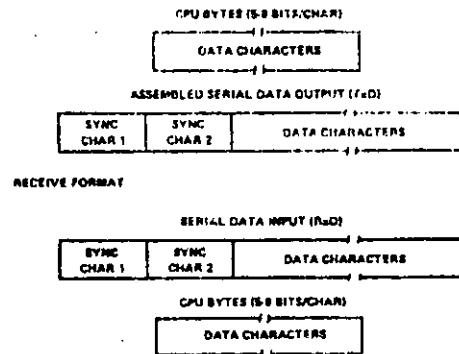 CPU BYTES (5-8 BITS/CHAR)
DATA CHARACTERS
ASSEMBLED SERIAL DATA OUTPUT (TxD)
SYNC CHAR 1
SYNC CHAR 2
DATA CHARACTERS
RECEIVE FORMAT
SERIAL DATA INPUT (RxD)
SYNC CHAR 1
SYNC CHAR 2
DATA CHARACTERS
CPU BYTES (5-8 BITS/CHAR)
DATA CHARACTERS